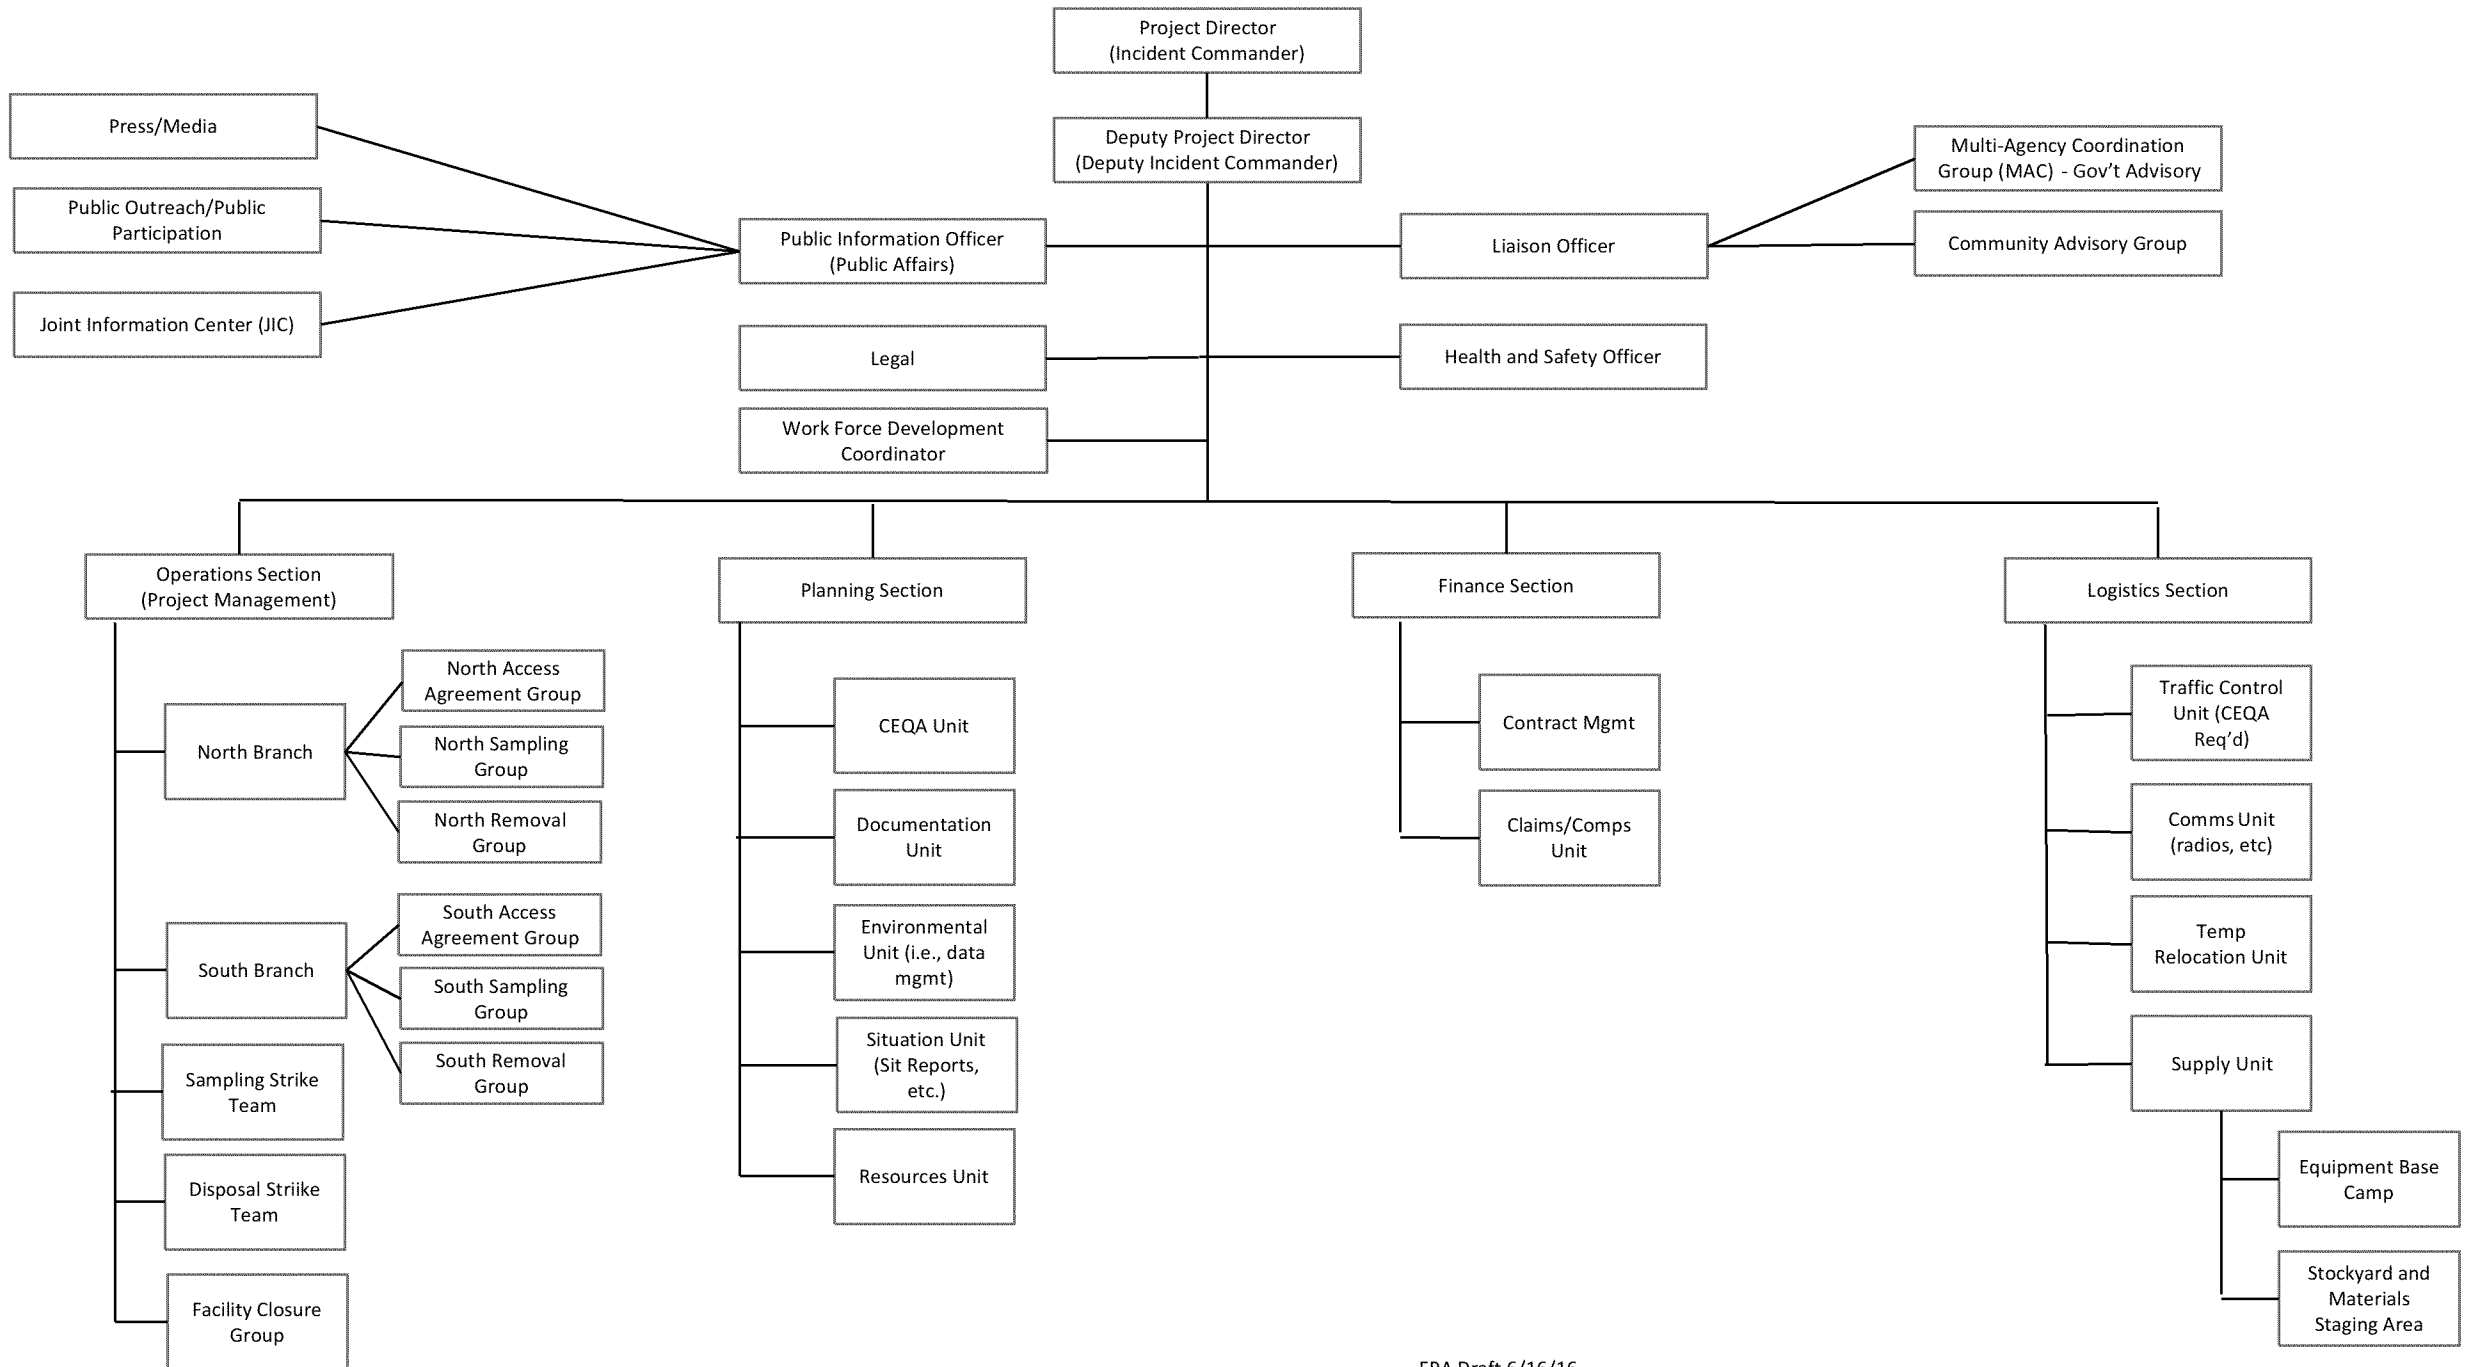 Project Director
(Incident Commander)
Deputy Project Director
(Deputy Incident Commander)
Press/Media
Public Outreach/Public
Participation
Joint Information Center (JIC)
Public Information Officer
(Public Affairs)
Legal
Work Force Development
Coordinator
Liaison Officer
Health and Safety Officer
Multi-Agency Coordination
Group (MAC)  - Gov’t Advisory
Community Advisory Group
Operations Section
(Project Management)
North Branch
North Access
Agreement Group
North Sampling
Group
North Removal
Group
South Branch
South Access
Agreement Group
South Sampling
Group
South Removal
Group
Sampling Strike
Team
Disposal Striike
Team
Facility Closure
Group
Planning Section
CEQA Unit
Documentation
Unit
Environmental
Unit (i.e., data
mgmt)
Situation Unit
(Sit Reports,
etc.)
Resources Unit
Finance Section
Contract Mgmt
Claims/Comps
Unit
Logistics Section
Traffic Control
Unit (CEQA
Req’d)
Comms Unit
(radios, etc)
Temp
Relocation Unit
Supply Unit
Equipment Base
Camp
Stockyard and
Materials
Staging Area
Draft 6/16/16